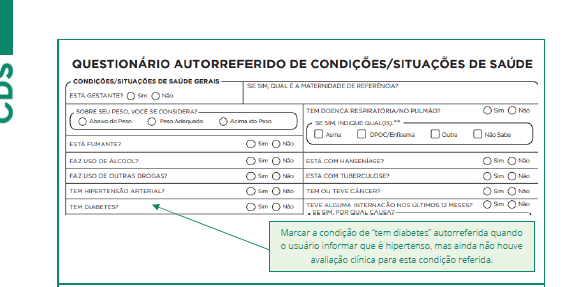 CDS
QUESTIONÁRIO AUTORREFERIDO DE CONDIÇÕES/SITUAÇÕES DE SAÚDE
CONDIÇÕES/SITUAÇÕES DE SAÚDE GERAIS
ESTÁ GESTANTE? Sim Não
SE SIM, QUAL É A MATERNIDADE DE REFERÊNCIA?
SOBRE SEU PESO, VOCÊ SE CONSIDERA?
Abaixo do Peso Peso Adequado Acima do Peso
TEM DOENÇA RESPIRATÓRIA/NO PULMÃO? Sim Não
SE SIM, INDIQUE QUAL(IS).**
Asma DPOC/Enfisema Outra Não Sabe
ESTÁ FUMANTE? Sim Não
FAZ USO DE ÁLCOOL? Sim Não
ESTÁ COM HANSENÍASE? Sim Não
FAZ USO DE OUTRAS DROGAS? Sim Não
ESTÁ COM TUBERCULOSE? Sim Não
TEM HIPERTENSÃO ARTERIAL? Sim Não
TEM OU TEVE CÂNCER? Sim Não
TEM DIABETES? Sim Não
TEVE ALGUMA INTERNAÇÃO NOS ÚLTIMOS 12 MESES? Sim Não
SE SIM, POR QUAL CAUSA?
Marcar a condição de “tem diabetes” autorreferida quando
o usuário informar que é hipertenso, mas ainda não houve
avaliação clínica para esta condição referida.